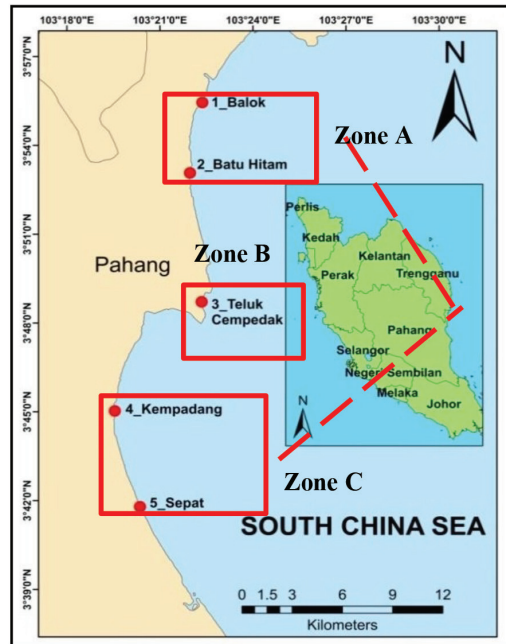 103°18'0"E 103°21'0"E 103°24'0"E 103°27'0"E 103°30'0"E
3°57'0"N
N
1_Balok
Zone A
3°54'0"N
2_Batu Hitam
Perlis
Kedah
Kelantan
3°51'0"N
Zone B
Trengganu
Pahang
Perak
3_Teluk
Cempedak
3°48'0"N
Pahang
Selangor
Negeri Sembilan
Melaka
Johor
3°45'0"N
4_Kempadang
N
Zone C
3°42'0"N
5_Sepat
SOUTH CHINA SEA
3°39'0"N
0 1.5 3 6 9 12
Kilometers